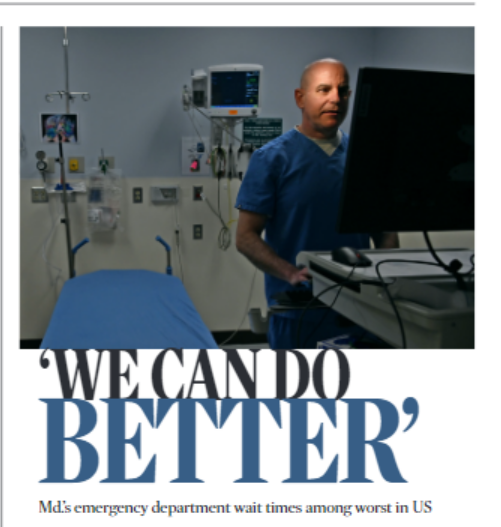 ‘WE CAN DO
BETTER’
Md.’s emergency department wait times among worst in US